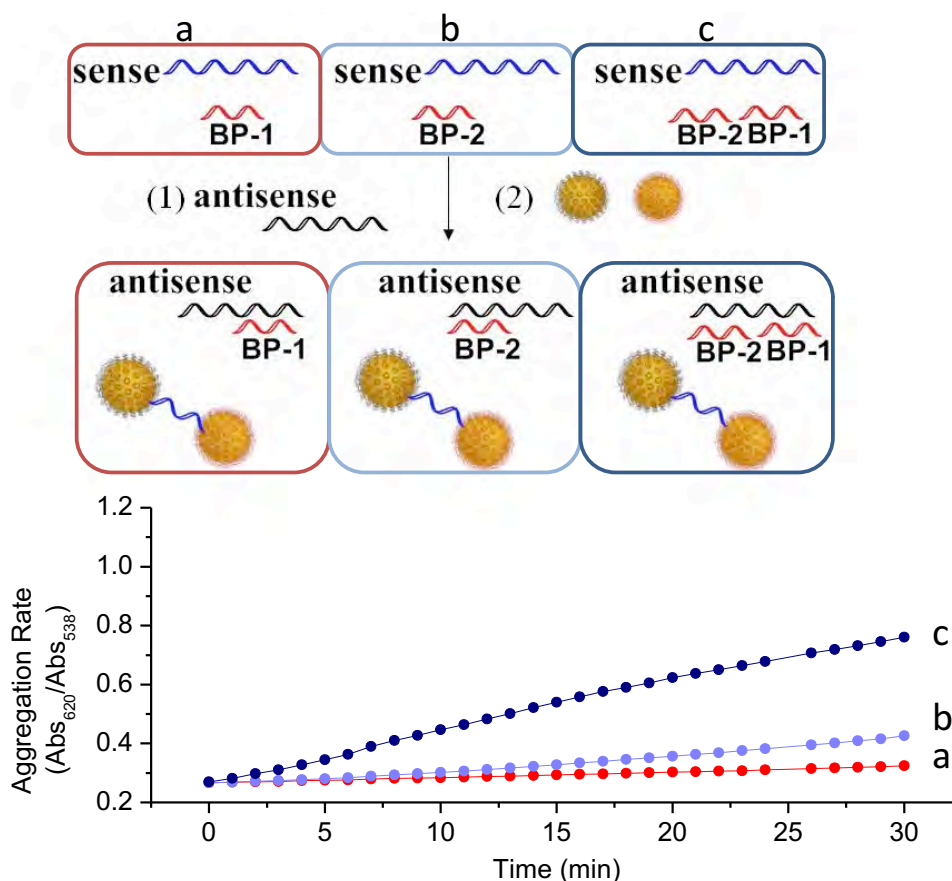 a b c
sense sense sense
BP-1 BP-2 BP-2 BP-1
(1) antisense (2)
antisense antisense antisense
BP-1 BP-2 BP-2 BP-1
1.2
1.0
0.8
0.6
0.4
0.2
Aggregation Rate
(Abs620/Abs538)
c
b
a
0 5 10 15 20 25 30
Time (min)